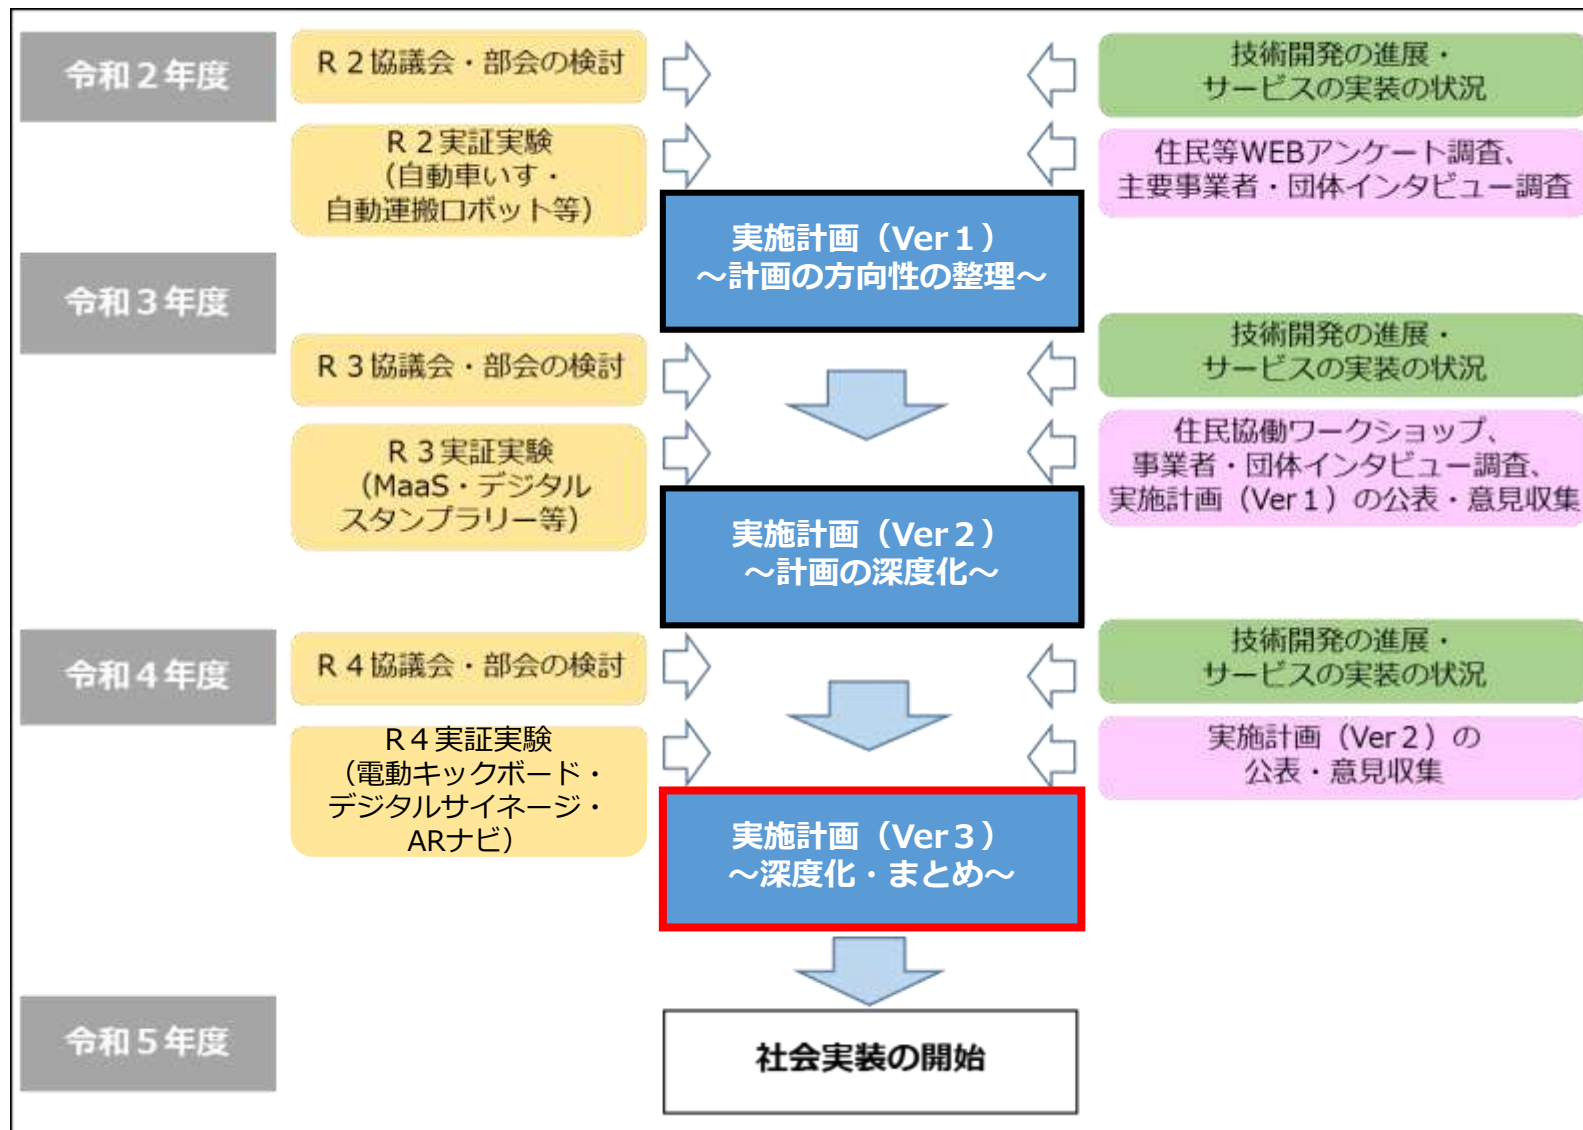 令和２年度
Ｒ２協議会・部会の検討
技術開発の進展・
サービスの実装の状況
Ｒ２実証実験
（自動車いす・
自動運搬ロボット等）
住民等WEBアンケート調査、
主要事業者・団体インタビュー調査
実施計画（Ver１）
～計画の方向性の整理～
令和３年度
Ｒ３協議会・部会の検討
技術開発の進展・
サービスの実装の状況
Ｒ３実証実験
（MaaS・デジタル
スタンプラリー等）
住民協働ワークショップ、
事業者・団体インタビュー調査、
実施計画（Ver１）の公表・意見収集
実施計画（Ver２）
～計画の深度化～
令和４年度
Ｒ４協議会・部会の検討
技術開発の進展・
サービスの実装の状況
Ｒ４実証実験
（電動キックボード・
デジタルサイネージ・
ARナビ）
実施計画（Ver２）の
公表・意見収集
実施計画（Ver３）
～深度化・まとめ～
令和５年度
社会実装の開始